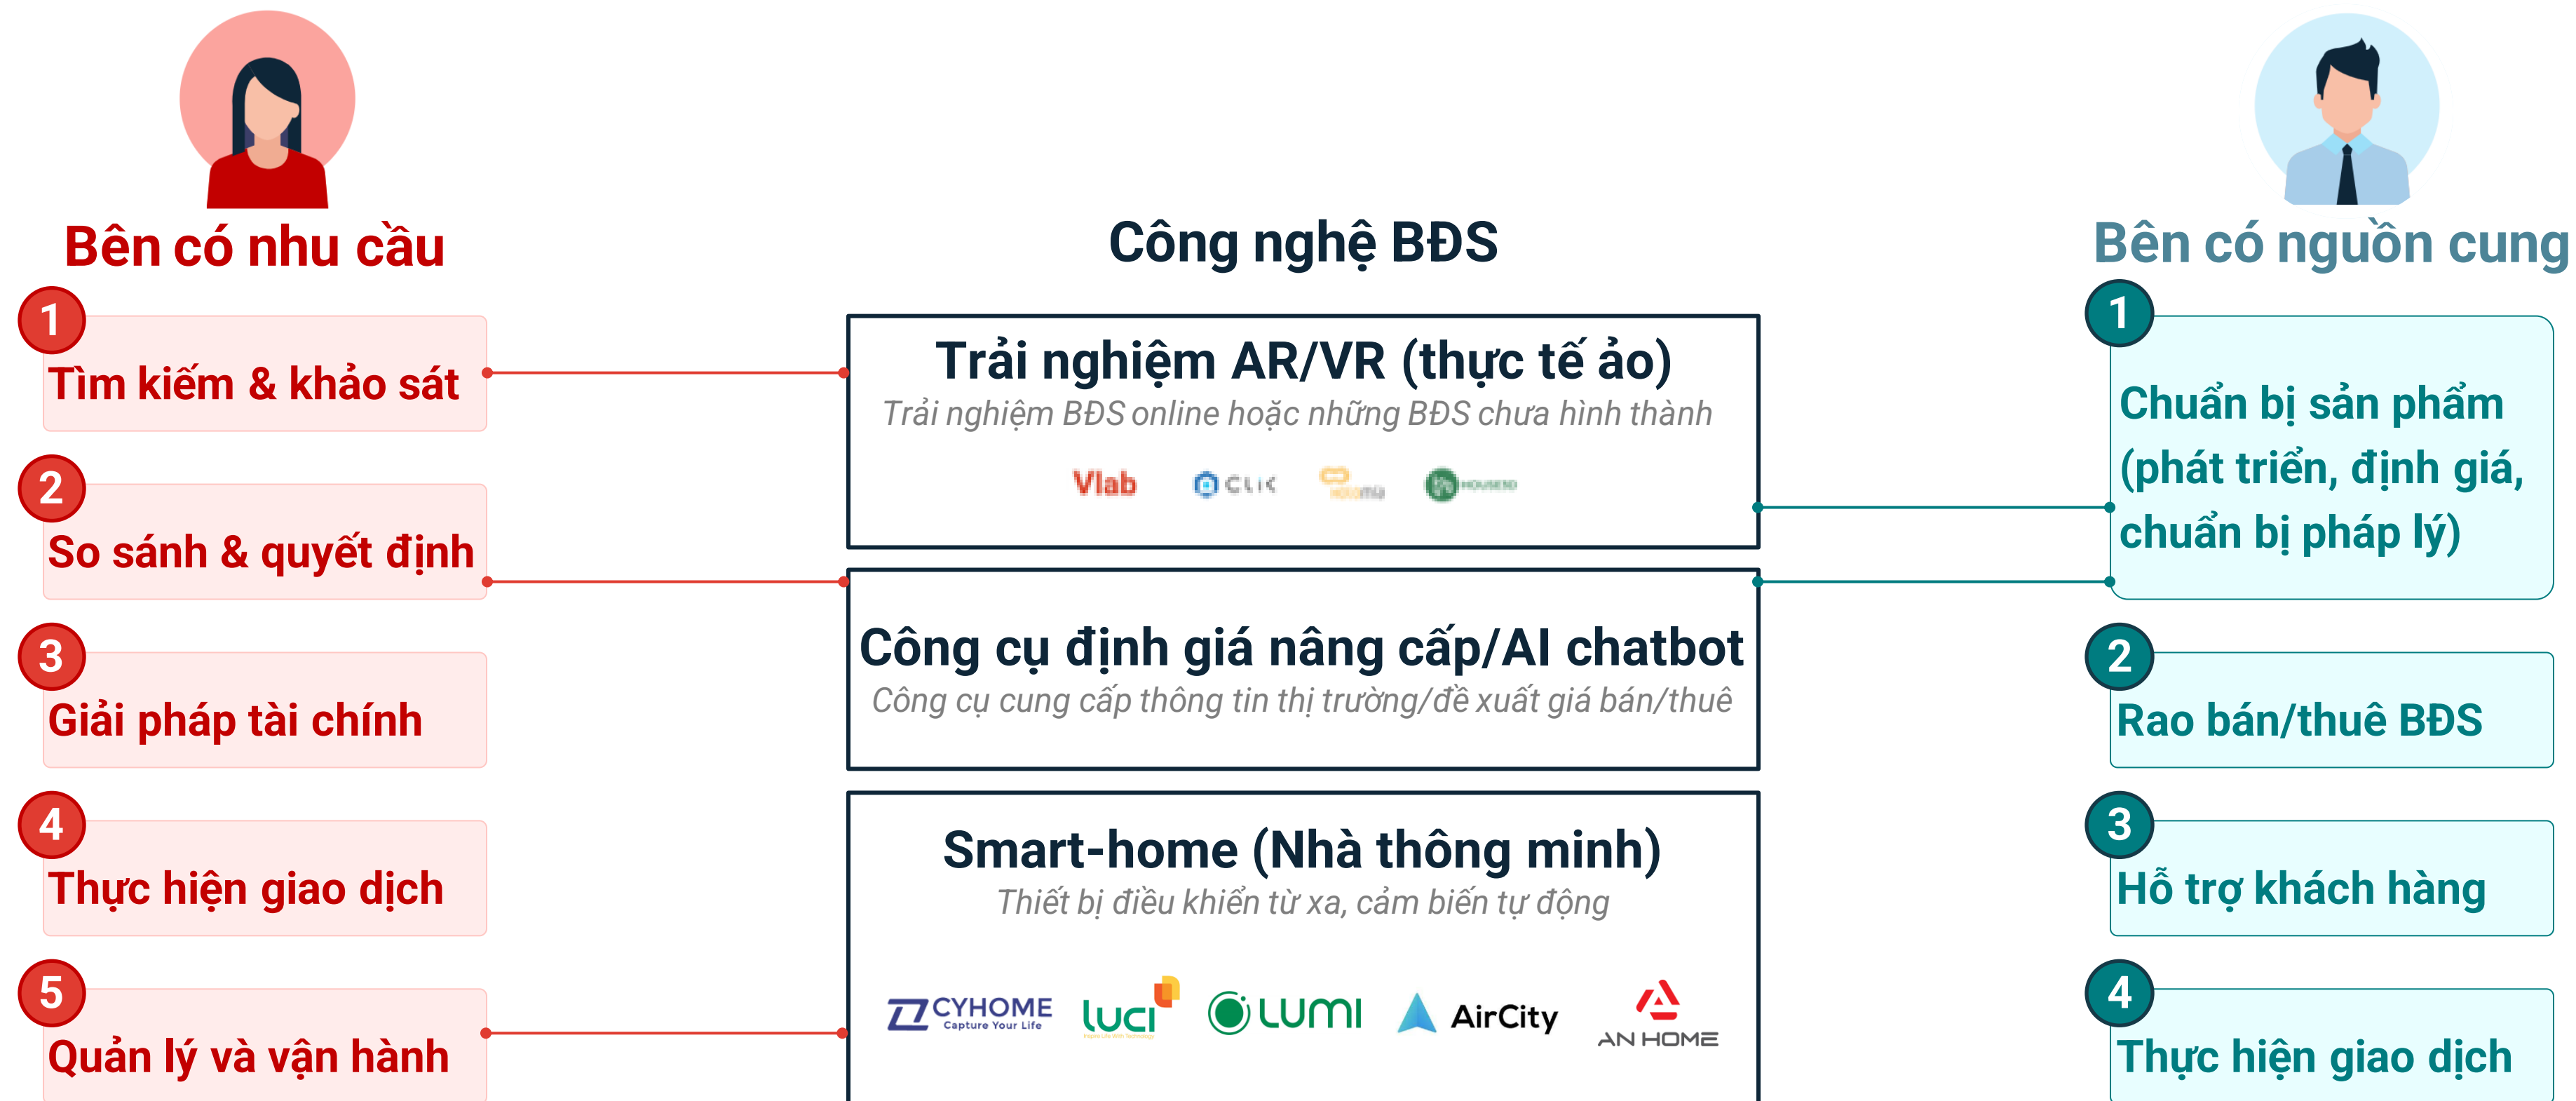 Bên có nhu cầu
1
Tìm kiếm & khảo sát
2
So sánh & quyết định
3
Giải pháp tài chính
4
Thực hiện giao dịch
5
Quản lý và vận hành
Công nghệ BĐS
Trải nghiệm AR/VR (thực tế ảo)
Trải nghiệm BĐS online hoặc những BĐS chưa hình thành
Vlab CLIK HOUSE3D
Công cụ định giá nâng cấp/AI chatbot
Công cụ cung cấp thông tin thị trường/đề xuất giá bán/thuê
Smart-home (Nhà thông minh)
Thiết bị điều khiển từ xa, cảm biến tự động
CYHOME
Capture Your Life
LUCI
LUMI
AirCity
AN HOME
Bên có nguồn cung
1
Chuẩn bị sản phẩm
(phát triển, định giá,
chuẩn bị pháp lý)
2
Rao bán/thuê BĐS
3
Hỗ trợ khách hàng
4
Thực hiện giao dịch